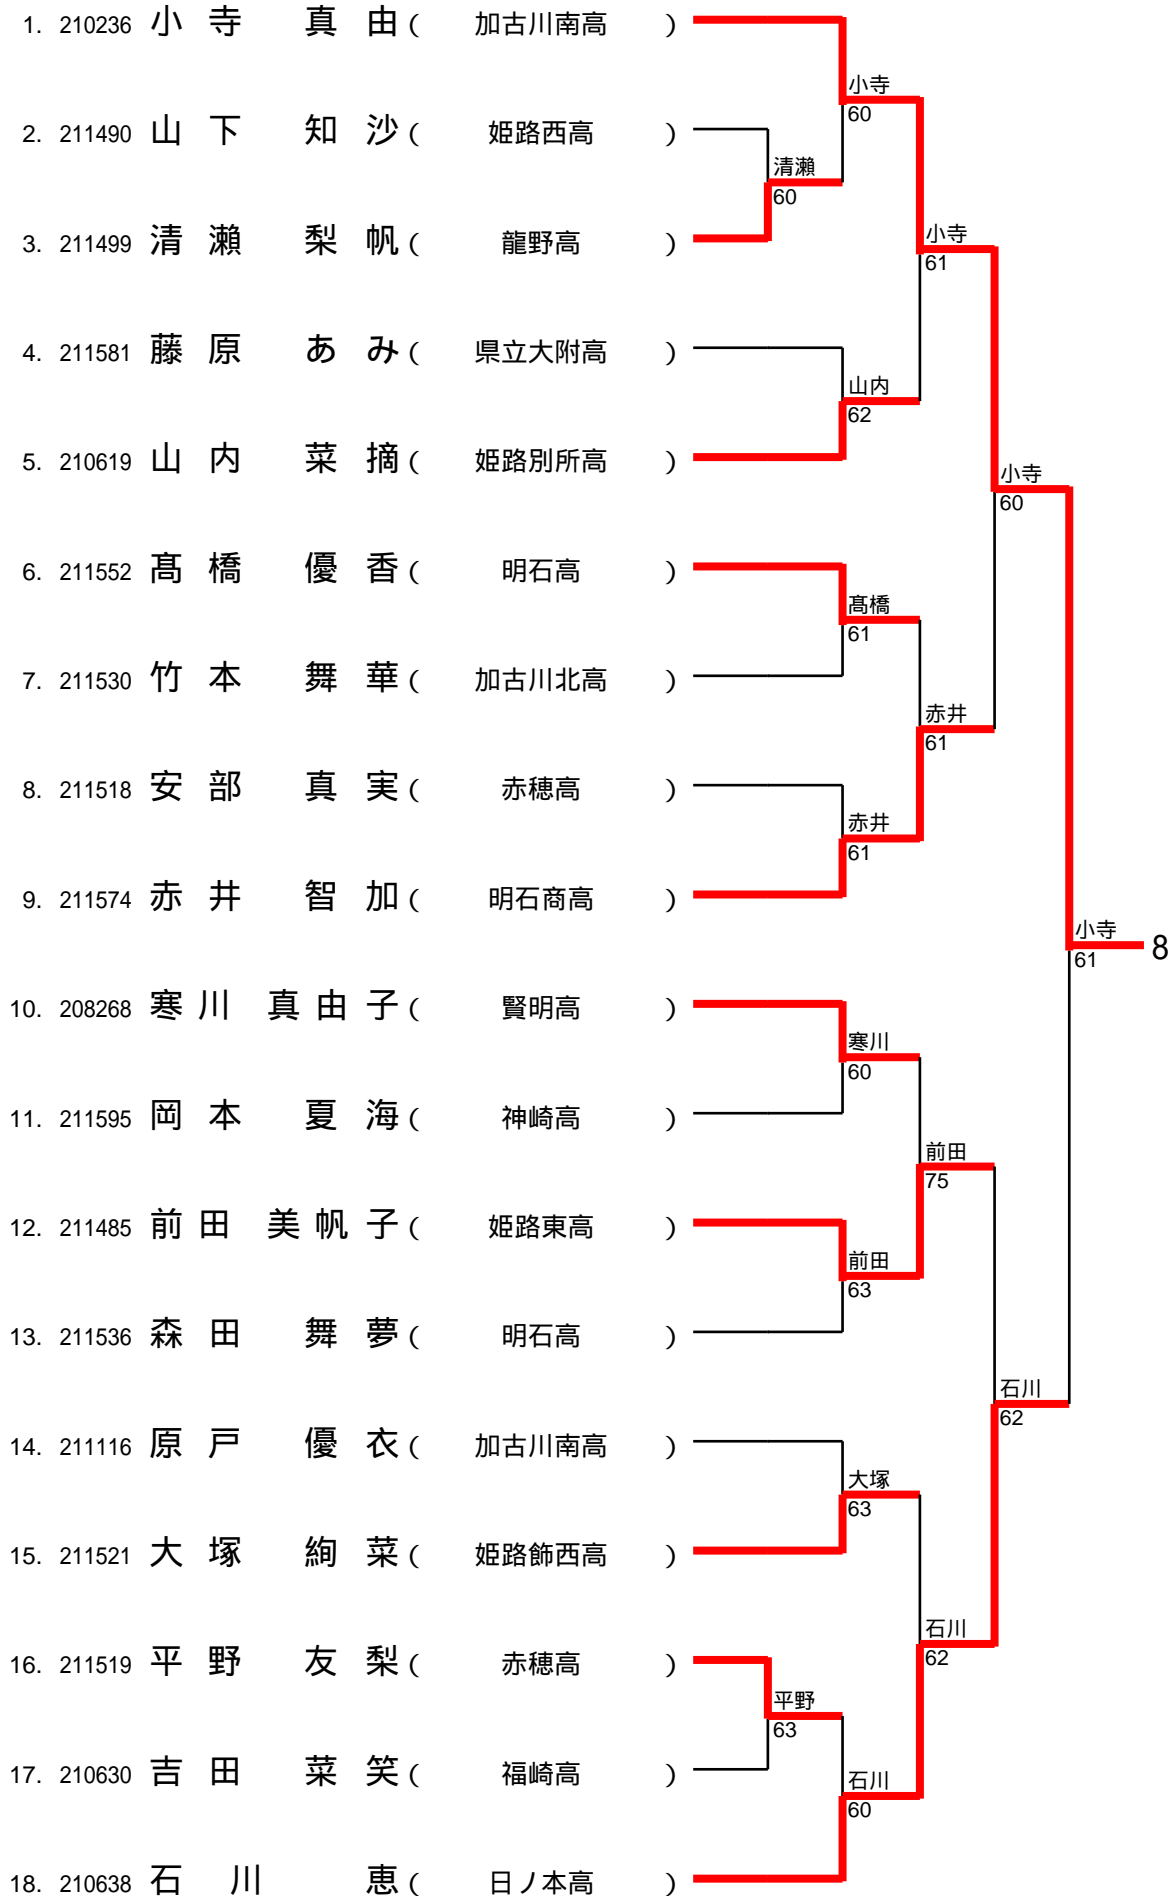 1. 210236 小寺 真由 ( 加古川南高 )
小寺
60
2. 211490 山下 知沙 ( 姫路西高 )
清瀬
60
3. 211499 清瀬 梨帆 ( 龍野高 )
小寺
61
4. 211581 藤原 あみ ( 県立大附高 )
山内
62
5. 210619 山内 菜摘 ( 姫路別所高 )
小寺
60
6. 211552 髙橋 優香 ( 明石高 )
髙橋
61
7. 211530 竹本 舞華 ( 加古川北高 )
赤井
61
8. 211518 安部 真実 ( 赤穂高 )
赤井
61
9. 211574 赤井 智加 ( 明石商高 )
小寺
61
8
10. 208268 寒川 真由子 ( 賢明高 )
寒川
60
11. 211595 岡本 夏海 ( 神崎高 )
前田
75
12. 211485 前田 美帆子 ( 姫路東高 )
前田
63
13. 211536 森田 舞夢 ( 明石高 )
石川
62
14. 211116 原戸 優衣 ( 加古川南高 )
大塚
63
15. 211521 大塚 絢菜 ( 姫路飾西高 )
石川
62
16. 211519 平野 友梨 ( 赤穂高 )
平野
63
17. 210630 吉田 菜笑 ( 福崎高 )
石川
60
18. 210638 石川 恵 ( 日ノ本高 )